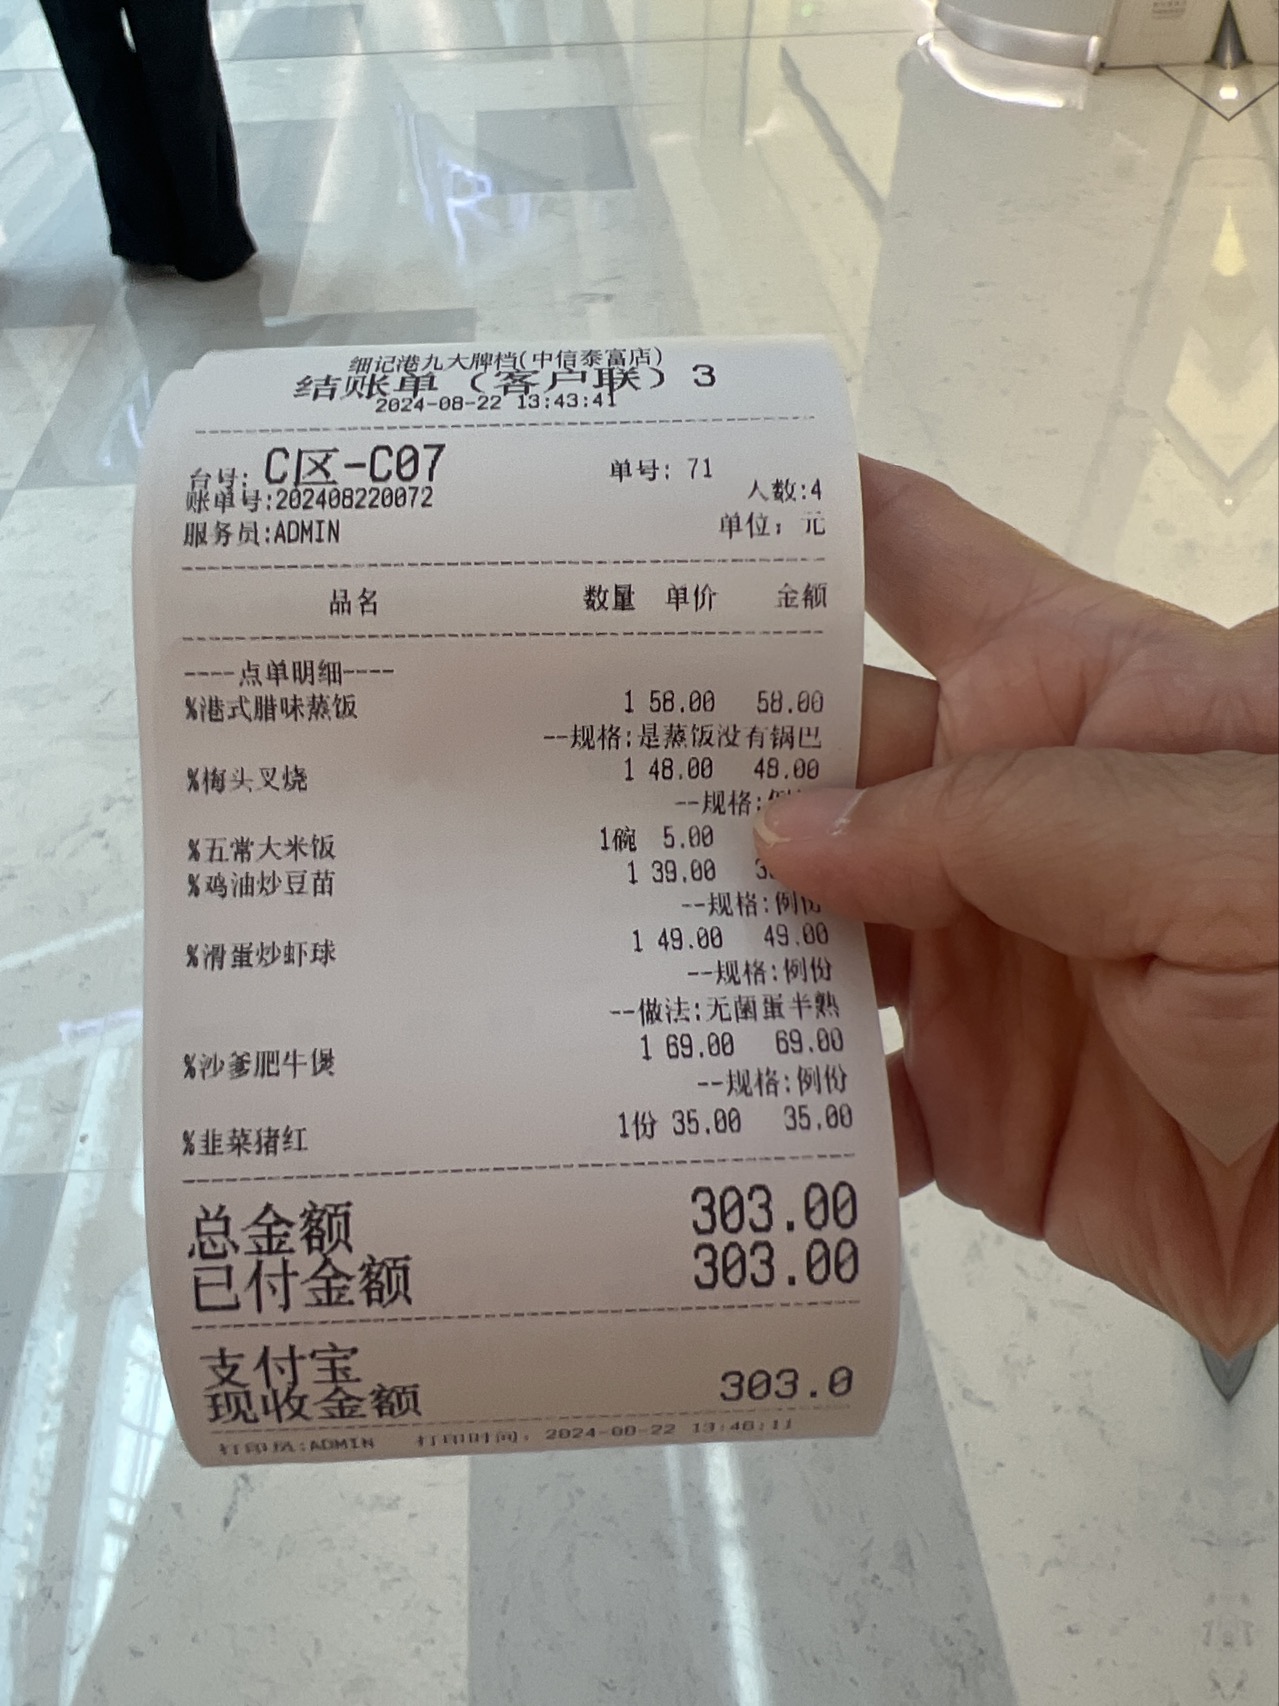 细记港九大牌档(中信泰富店)
结账单（客户联）3
2024-08-22 13:43:41
台号: C区-C07 单号: 71
账单号:202408220072 人数:4
服务员:ADMIN 单位: 元
品名 数量 单价 金额
----点单明细----
%港式腊味蒸饭 1 58.00 58.00
--规格:是蒸饭没有锅巴
%梅头叉烧 1 48.00 48.00
--规格:
%五常大米饭 1碗 5.00
%鸡油炒豆苗 1 39.00
--规格:例份
%滑蛋炒虾球 1 49.00 49.00
--规格:例份
--做法:无菌蛋半熟
%沙爹肥牛煲 1 69.00 69.00
--规格:例份
%韭菜猪红 1份 35.00 35.00
总金额 303.00
已付金额 303.00
支付宝
现收金额 303.0
打印员:ADMIN 打印时间: 2024-08-22